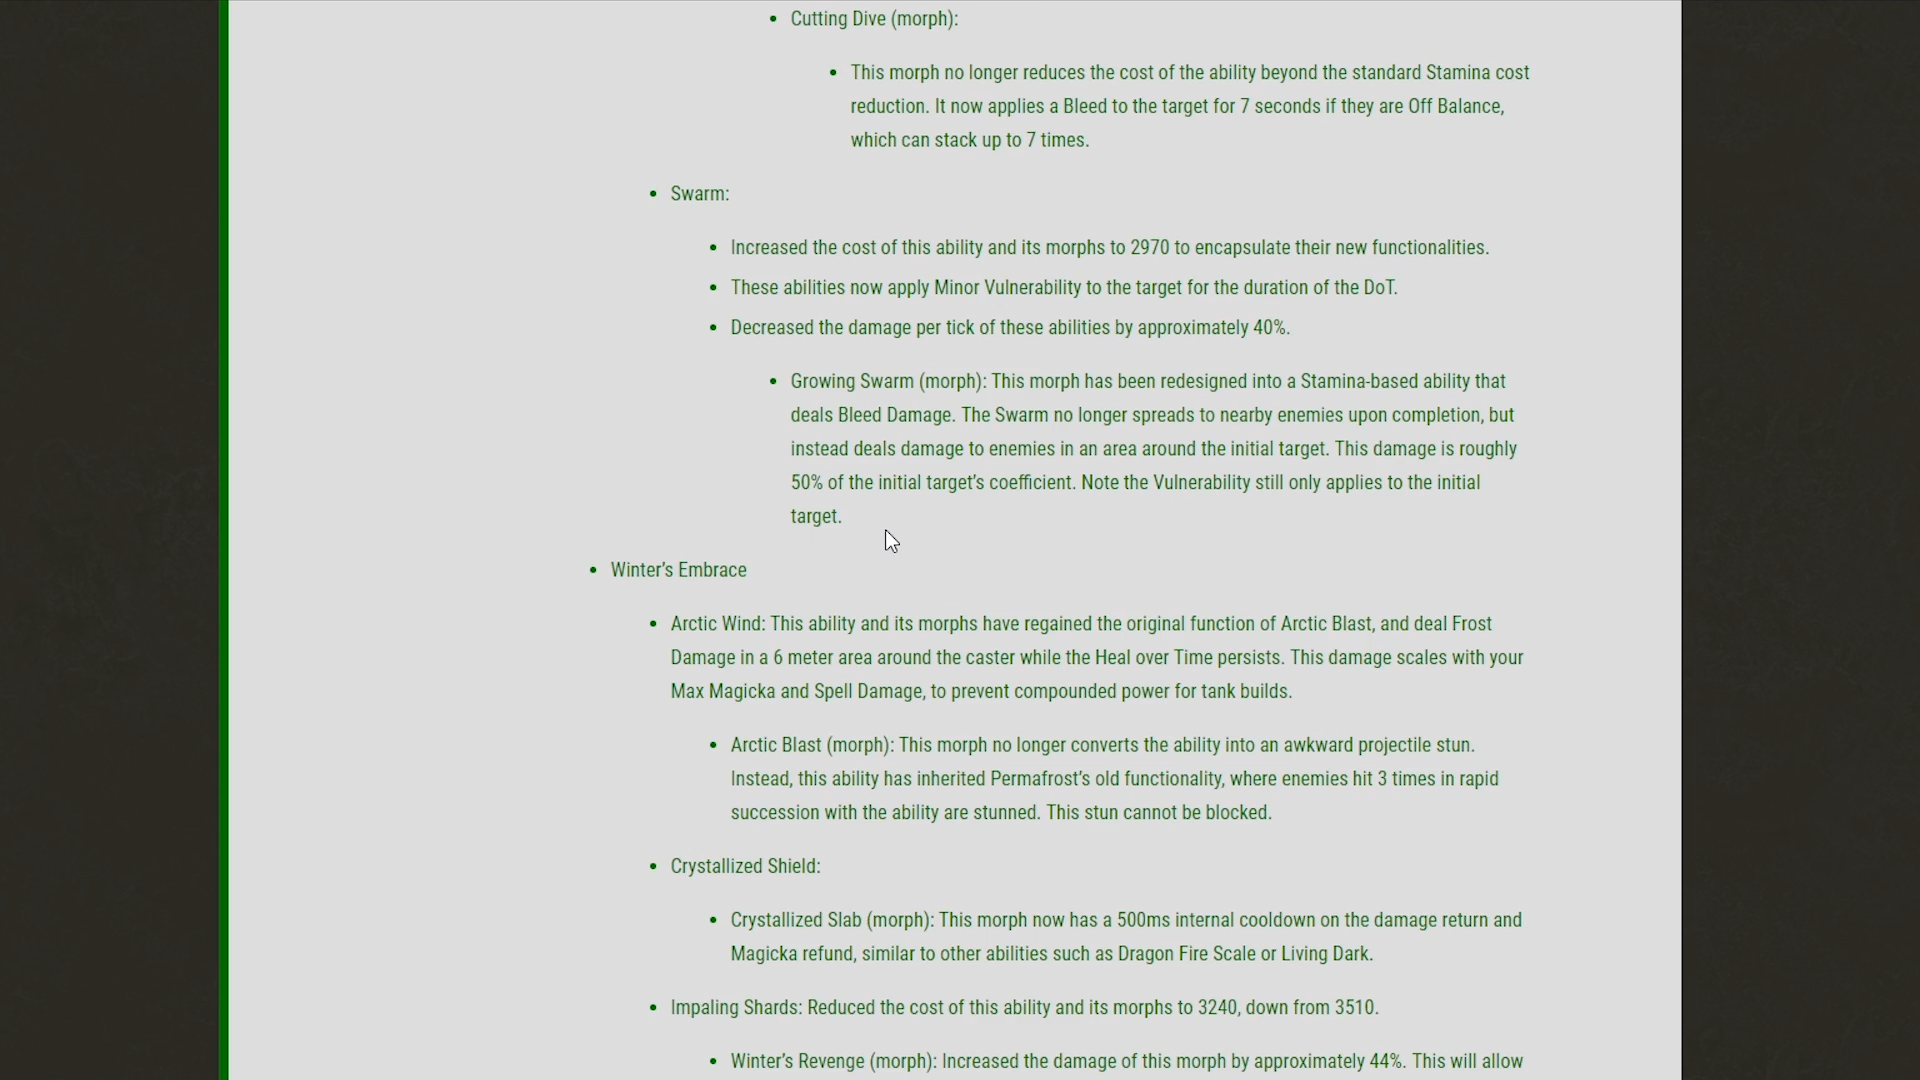 Cutting Dive (morph):
This morph no longer reduces the cost of the ability beyond the standard Stamina cost
reduction. It now applies a Bleed to the target for 7 seconds if they are Off Balance,
which can stack up to 7 times.
Swarm:
Increased the cost of this ability and its morphs to 2970 to encapsulate their new functionalities.
These abilities now apply Minor Vulnerability to the target for the duration of the DoT.
Decreased the damage per tick of these abilities by approximately 40%.
Growing Swarm (morph): This morph has been redesigned into a Stamina-based ability that
deals Bleed Damage. The Swarm no longer spreads to nearby enemies upon completion, but
instead deals damage to enemies in an area around the initial target. This damage is roughly
50% of the initial target's coefficient. Note the Vulnerability still only applies to the initial
target.
Winter's Embrace
Arctic Wind: This ability and its morphs have regained the original function of Arctic Blast, and deal Frost
Damage in a 6 meter area around the caster while the Heal over Time persists. This damage scales with your
Max Magicka and Spell Damage, to prevent compounded power for tank builds.
Arctic Blast (morph): This morph no longer converts the ability into an awkward projectile stun.
Instead, this ability has inherited Permafrost's old functionality, where enemies hit 3 times in rapid
succession with the ability are stunned. This stun cannot be blocked.
Crystallized Shield:
Crystallized Slab (morph): This morph now has a 500ms internal cooldown on the damage return and
Magicka refund, similar to other abilities such as Dragon Fire Scale or Living Dark.
Impaling Shards: Reduced the cost of this ability and its morphs to 3240, down from 3510.
Winter's Revenge (morph): Increased the damage of this morph by approximately 44%. This will allow